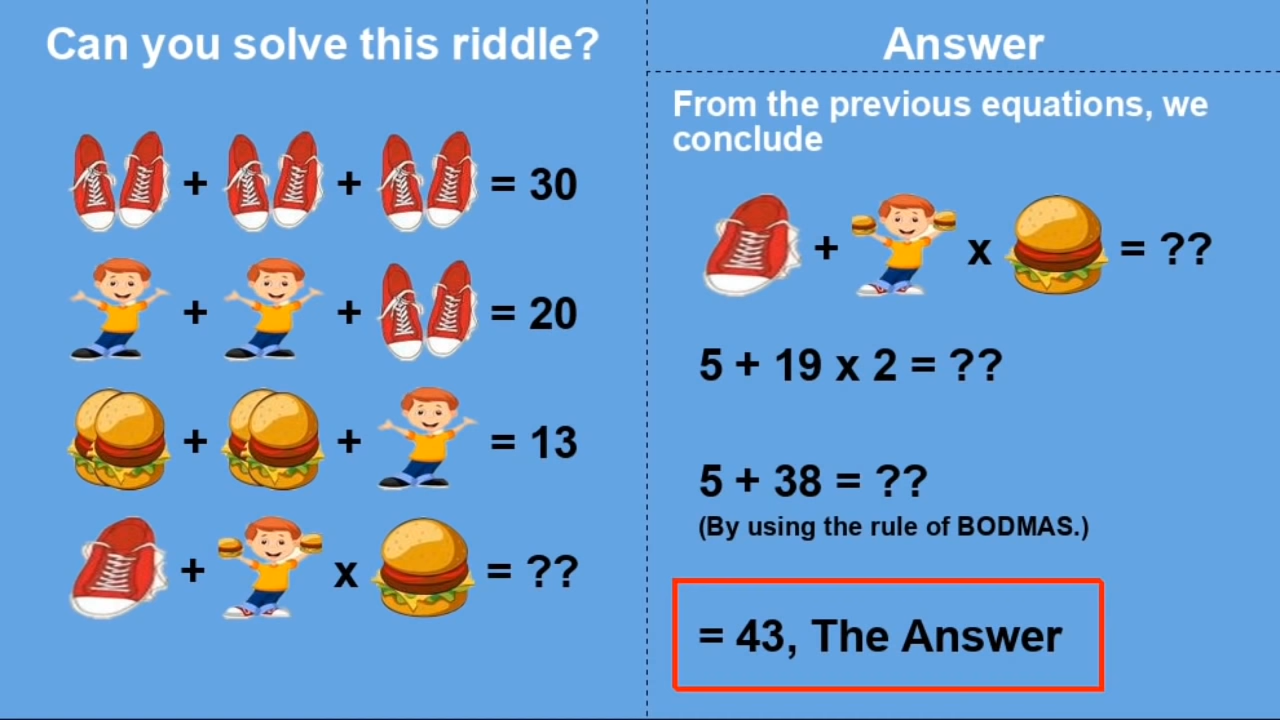 Can you solve this riddle?
+ + = 30
+ + = 20
+ + = 13
+ x = ??
Answer
From the previous equations, we
conclude
+ x = ??
5 + 19 x 2 = ??
5 + 38 = ??
(By using the rule of BODMAS.)
= 43, The Answer